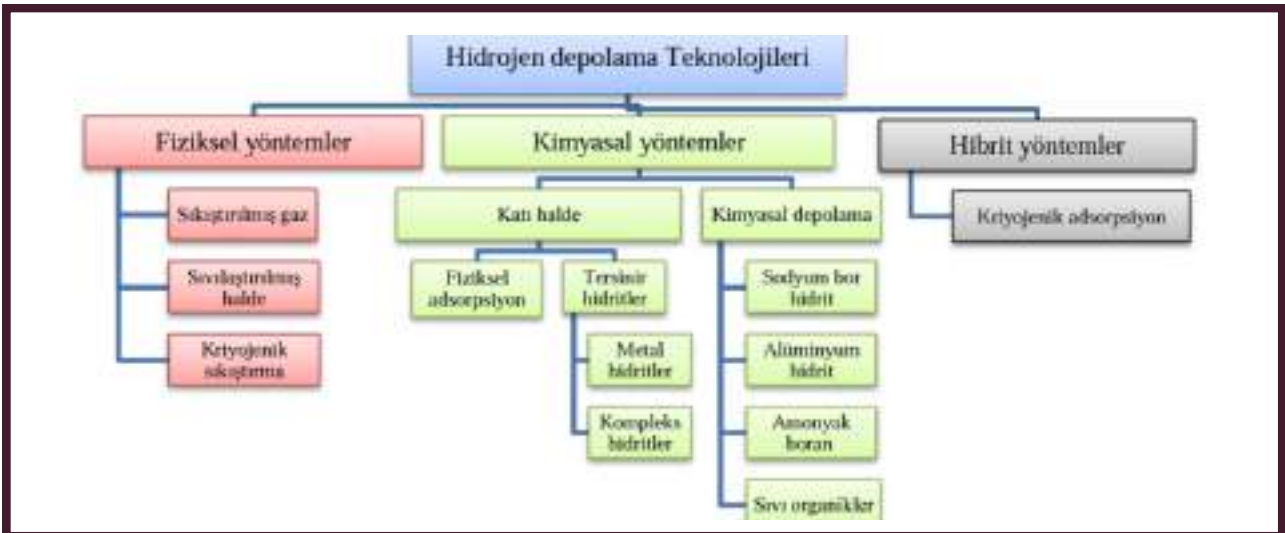 Hidrojen depolama Teknolojileri
Fiziksel yöntemler
Kimyasal yöntemler
Hibrit yöntemler
Sıkıştırılmış gaz
Sıvılaştırılmış
halde
Kriyojenik
sıkıştırma
Katı halde
Kimyasal depolama
Fiziksel
adsorpsiyon
Tersinir
hidritler
Metal
hidritler
Kompleks
hidritler
Sodyum bor
hidrit
Alüminyum
hidrit
Amonyak
boran
Sıvı organikler
Kriyojenik adsorpsiyon